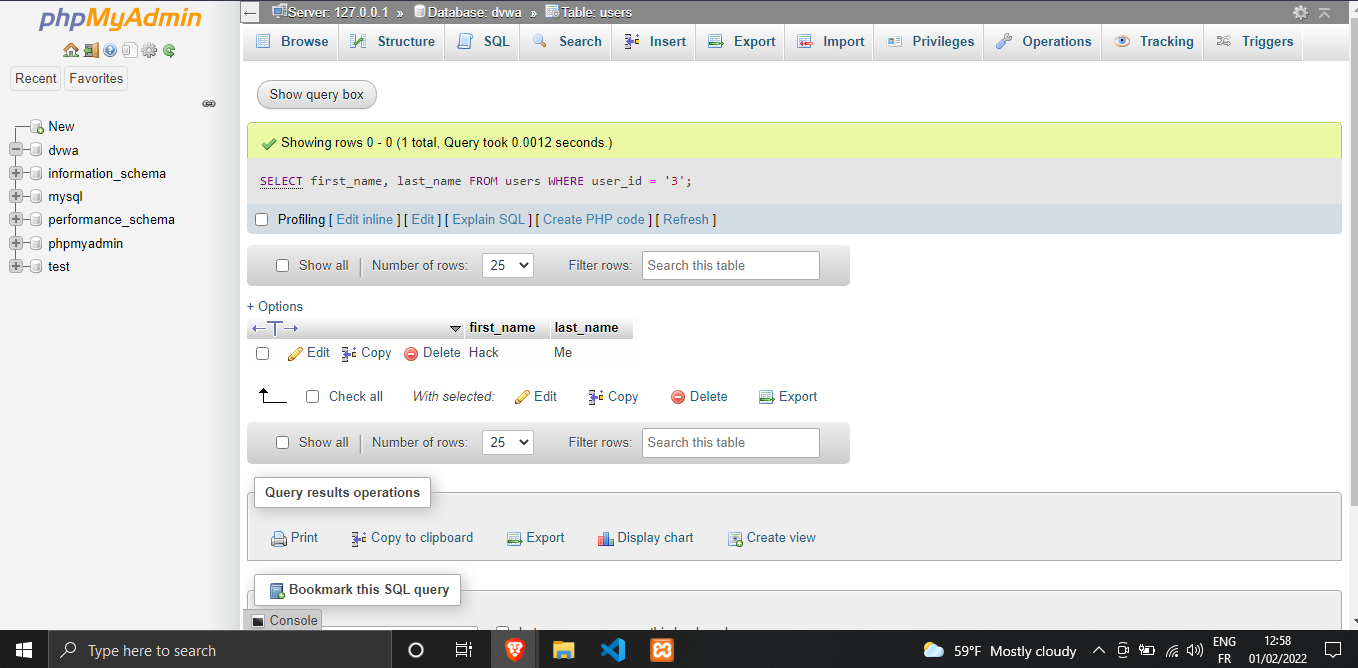 phpMyAdmin
Server: 127.0.0.1 » Database: dvwa » Table: users
Browse Structure SQL Search Insert Export Import Privileges Operations Tracking Triggers
Recent Favorites
New
dvwa
information_schema
mysql
performance_schema
phpmyadmin
test
Show query box
Showing rows 0 - 0 (1 total, Query took 0.0012 seconds.)
SELECT first_name, last_name FROM users WHERE user_id = '3';
Profiling [ Edit inline ] [ Edit ] [ Explain SQL ] [ Create PHP code ] [ Refresh ]
Show all Number of rows: 25 Filter rows: Search this table
+ Options
←T→ first_name last_name
Edit Copy Delete Hack Me
Check all With selected: Edit Copy Delete Export
Show all Number of rows: 25 Filter rows: Search this table
Query results operations
Print Copy to clipboard Export Display chart Create view
Bookmark this SQL query
Console
Type here to search
59°F Mostly cloudy
ENG
FR
12:58
01/02/2022